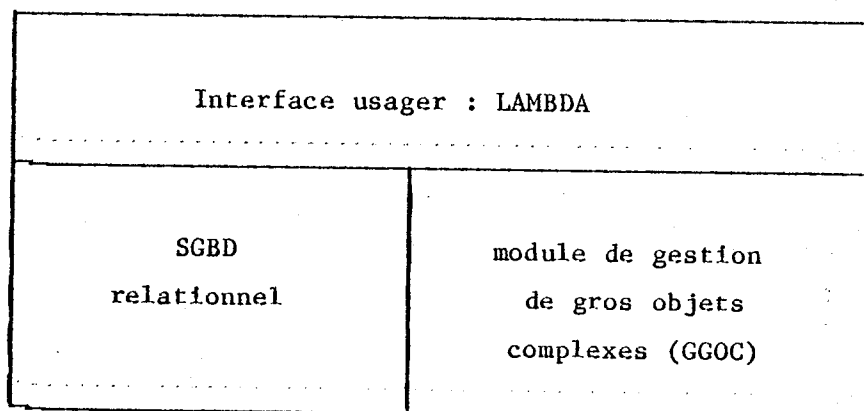 Interface usager : LAMBDA
SGBD
relationnel
module de gestion
de gros objets
complexes (GGOC)